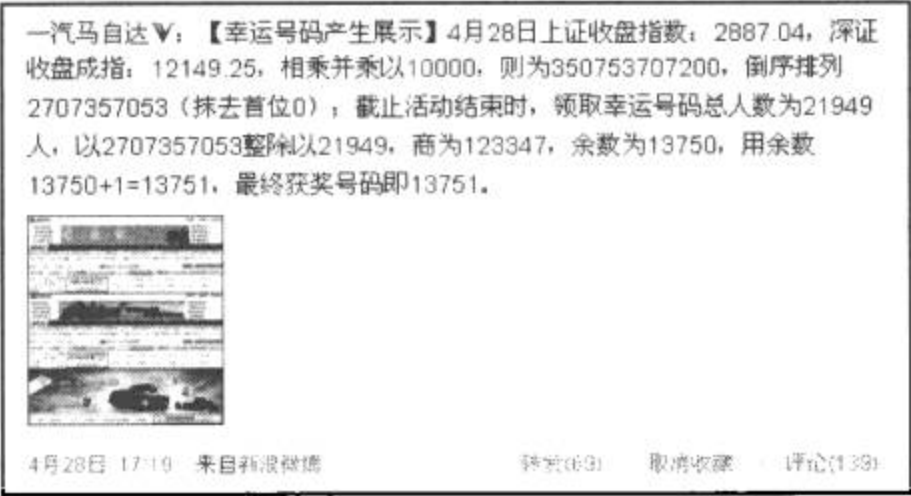 一汽马自达V：【幸运号码产生展示】4月28日上证收盘指数：2887.04，深证
收盘成指：12149.25，相乘并乘以10000，则为350753707200，倒序排列
2707357053（抹去首位0）；截止活动结束时，领取幸运号码总人数为21949
人，以2707357053整除以21949，商为123347，余数为13750，用余数
13750+1=13751，最终获奖号码即13751。
4月28日 17:19 来自新浪微博 转发(69) 取消收藏 评论(139)